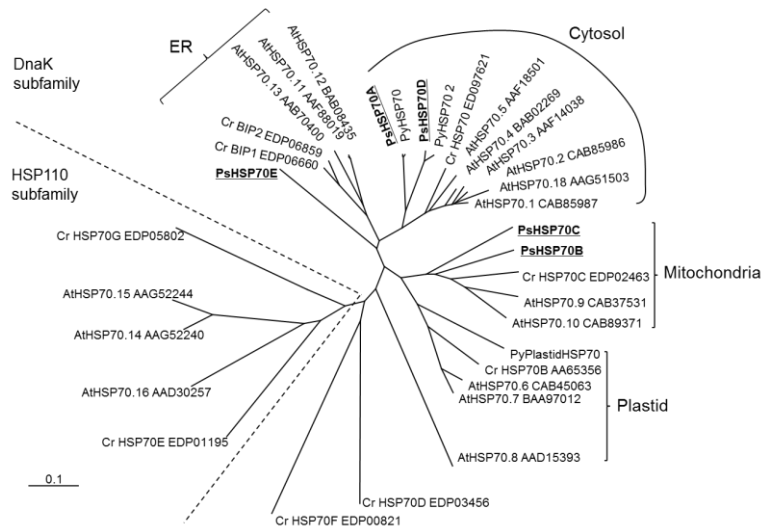 DnaK
subfamily
ER
Cytosol
AtHSP70.13 AAB70400
AtHSP70.11 AAF88019
AtHSP70.12 BAB08435
Cr BIP2 EDP06859
Cr BIP1 EDP06660
PsHSP70E
PsHSP70A
PyHSP70
PsHSP70D
PyHSP70 2
Cr HSP70 ED097621
AtHSP70.5 AAF18501
AtHSP70.4 BAB02269
AtHSP70.3 AAF14038
AtHSP70.2 CAB85986
AtHSP70.18 AAG51503
AtHSP70.1 CAB85987
HSP110
subfamily
Cr HSP70G EDP05802
AtHSP70.15 AAG52244
AtHSP70.14 AAG52240
AtHSP70.16 AAD30257
Cr HSP70E EDP01195
PsHSP70C
PsHSP70B
Cr HSP70C EDP02463
AtHSP70.9 CAB37531
AtHSP70.10 CAB89371
Mitochondria
PyPlastidHSP70
Cr HSP70B AA65356
AtHSP70.6 CAB45063
AtHSP70.7 BAA97012
AtHSP70.8 AAD15393
Plastid
Cr HSP70D EDP03456
Cr HSP70F EDP00821
0.1